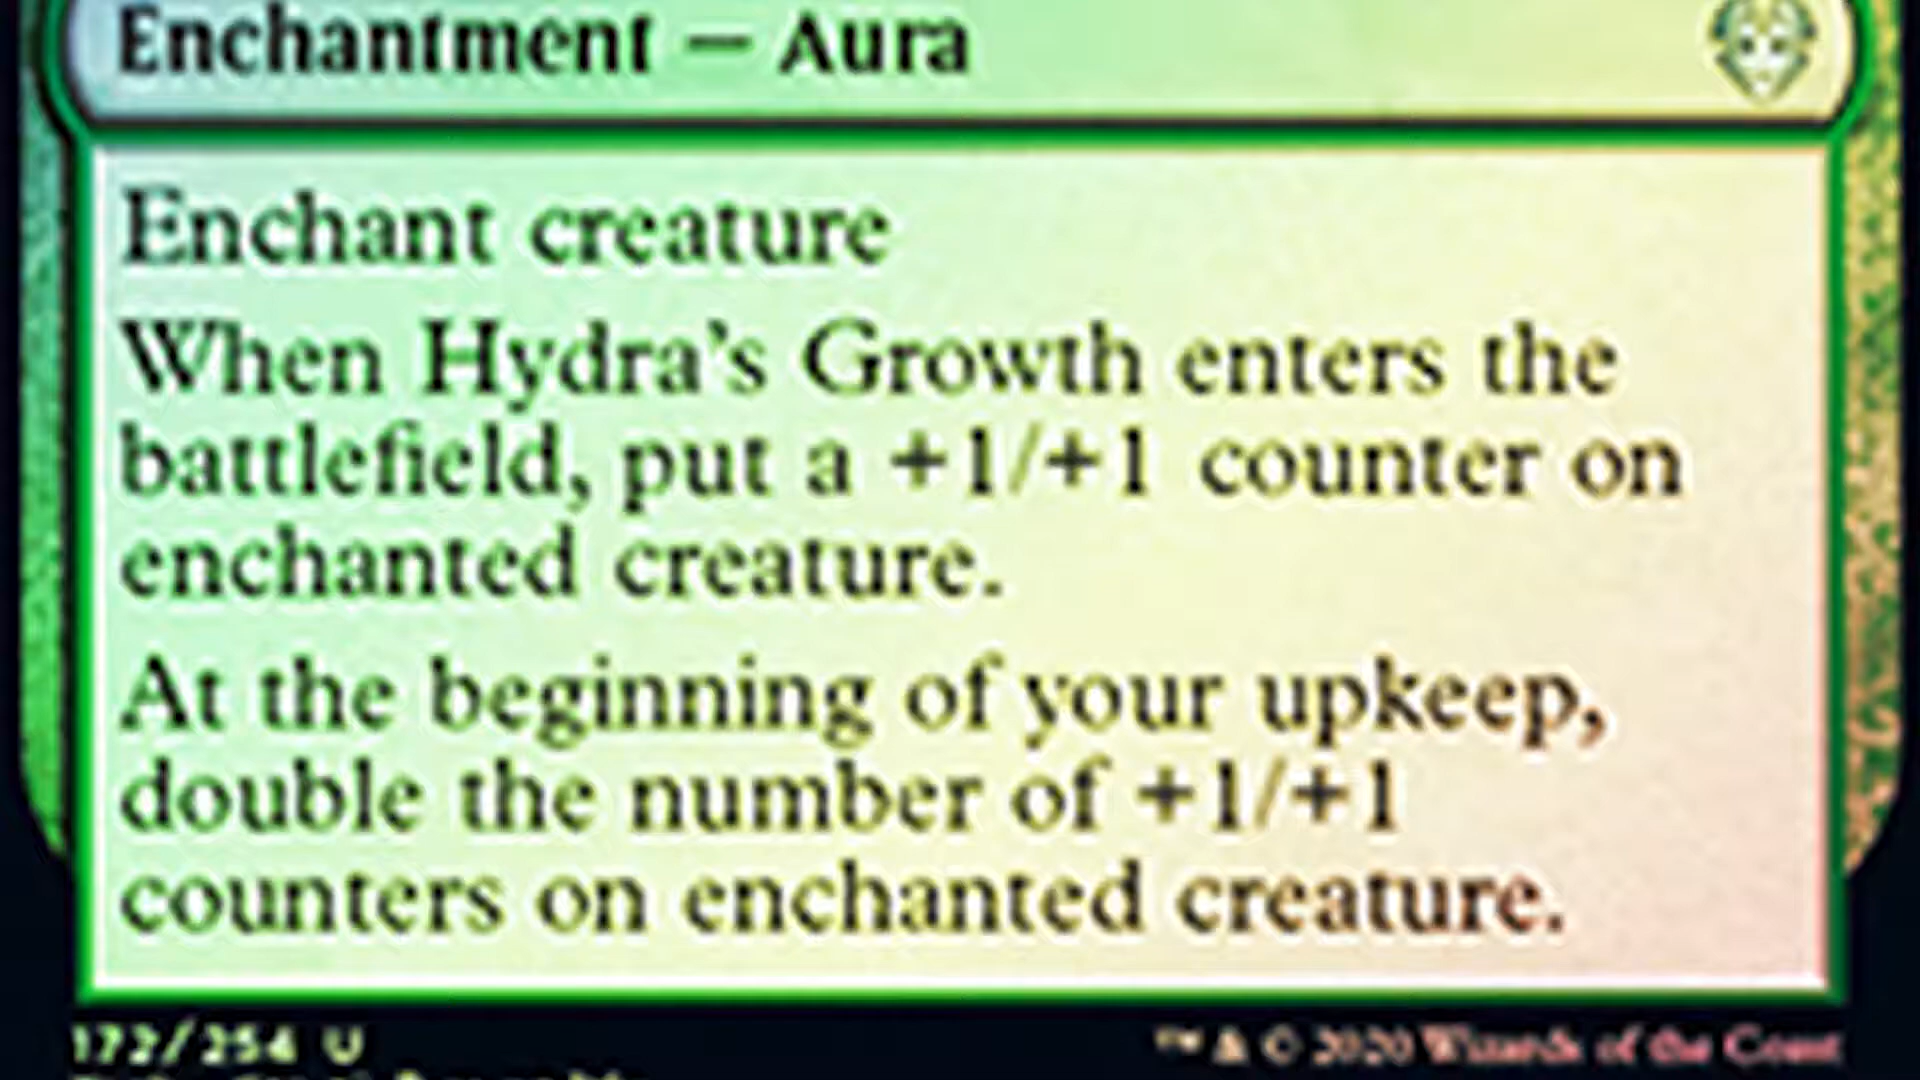 Enchantment — Aura
Enchant creature
When Hydra's Growth enters the
battlefield, put a +1/+1 counter on
enchanted creature.
At the beginning of your upkeep,
double the number of +1/+1
counters on enchanted creature.
172/254 U
™ & © 2020 Wizards of the Coast